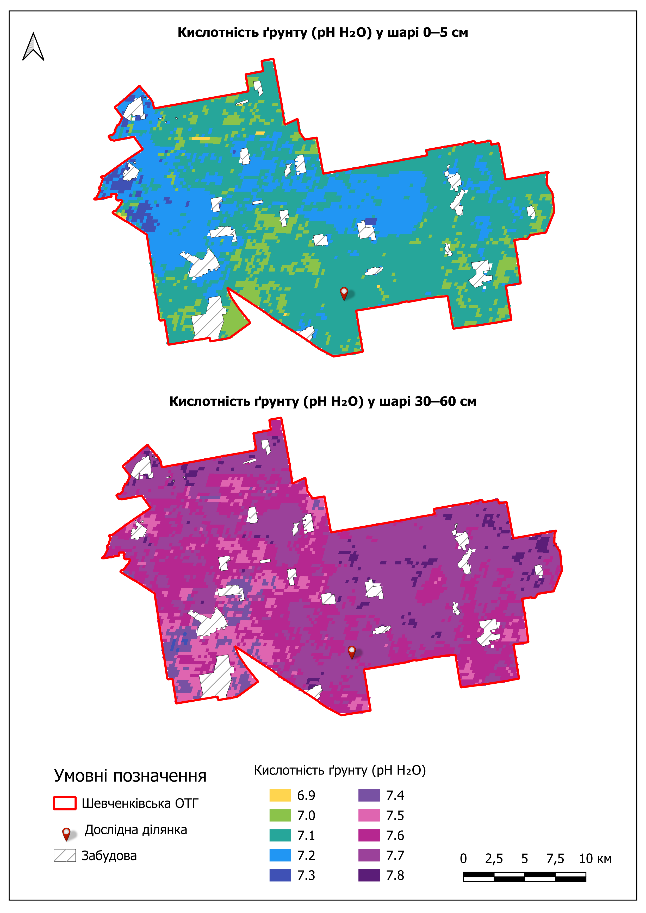 Кислотність ґрунту (pH H₂O) у шарі 0–5 см
Кислотність ґрунту (pH H₂O) у шарі 30–60 см
Умовні позначення
Шевченківська ОТГ
Дослідна ділянка
Забудова
Кислотність ґрунту (pH H₂O)
6.9
7.0
7.1
7.2
7.3
7.4
7.5
7.6
7.7
7.8
0 2,5 5 7,5 10 км